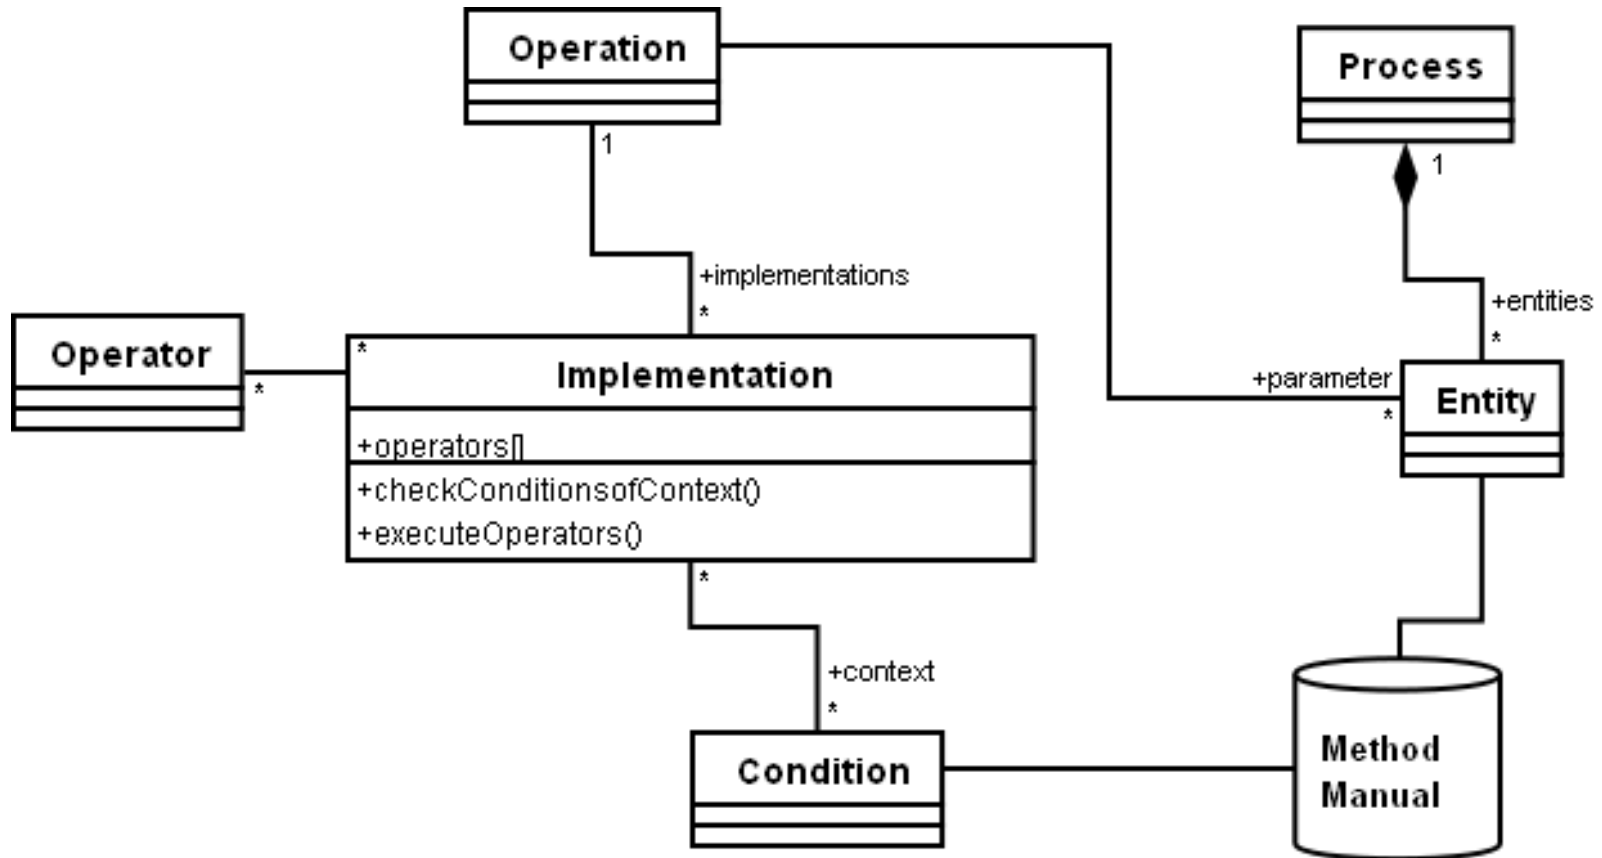 Operation
Process
1
1
+implementations
*
+entities
*
Operator
*
*
Implementation
+operators[]
+checkConditionsofContext()
+executeOperators()
+parameter
*
Entity
*
+context
*
Condition
Method
Manual